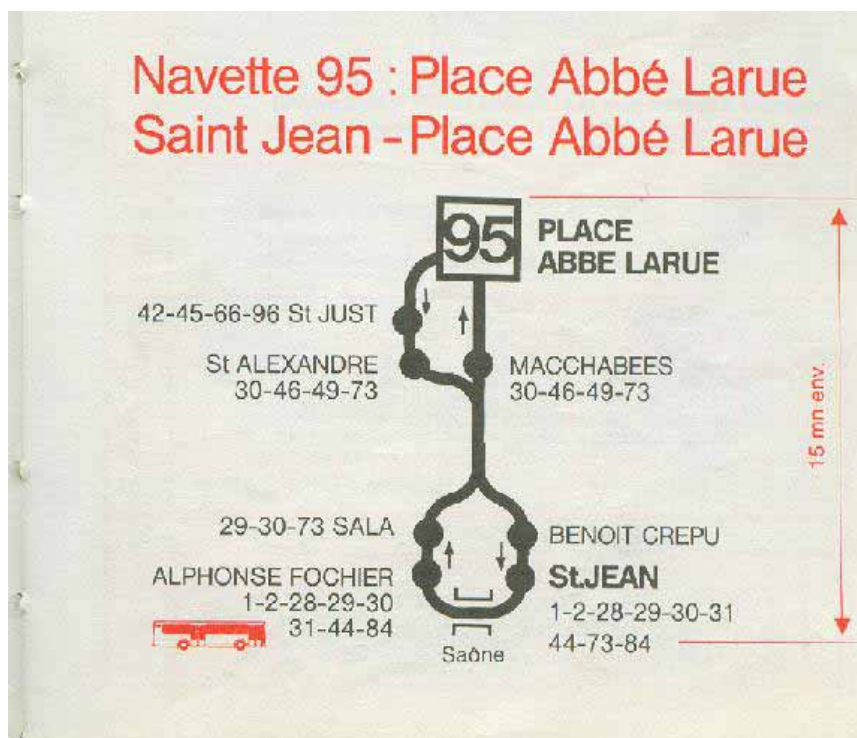 Navette 95 : Place Abbé Larue
Saint Jean - Place Abbé Larue
95
PLACE
ABBE LARUE
42-45-66-96 St JUST
St ALEXANDRE
30-46-49-73
MACCHABEES
30-46-49-73
15 mn env.
29-30-73 SALA
BENOIT CREPU
ALPHONSE FOCHIER
1-2-28-29-30
31-44-84
St.JEAN
1-2-28-29-30-31
44-73-84
Saône